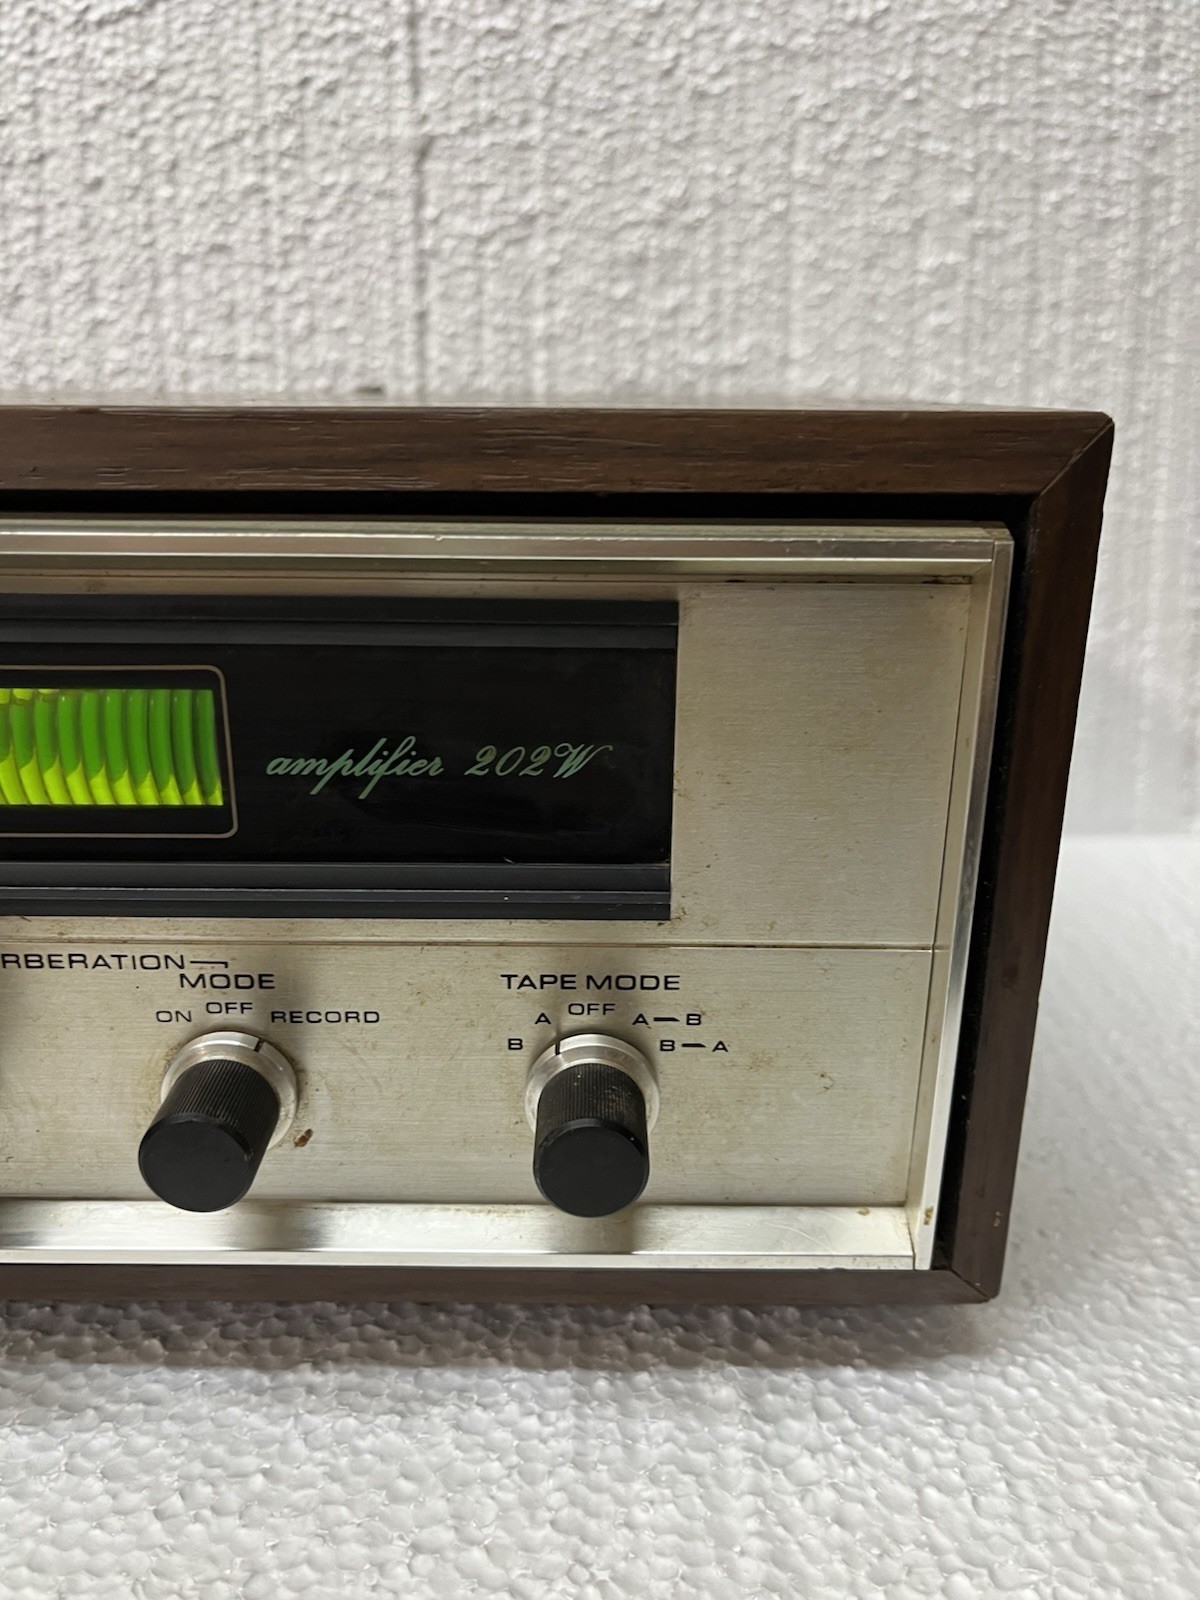 amplifier 202W
RBERATION
MODE
ON OFF RECORD
TAPE MODE
B A OFF A–B B–A